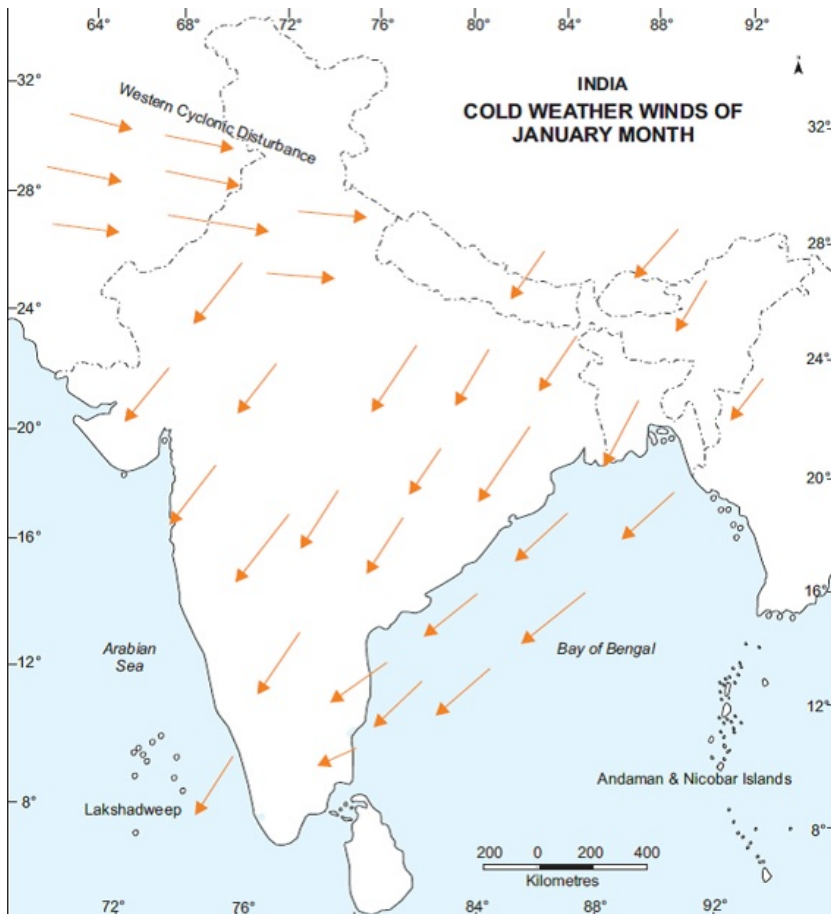 64° 68° 72° 76° 80° 84° 88° 92°
32°
INDIA
COLD WEATHER WINDS OF
JANUARY MONTH
Western Cyclonic Disturbance
32°
28°
28°
24°
24°
20°
20°
16°
16°
Arabian
Sea
Bay of Bengal
12°
12°
Andaman & Nicobar Islands
8°
Lakshadweep
8°
200 0 200 400
Kilometres
72° 76° 84° 88° 92°